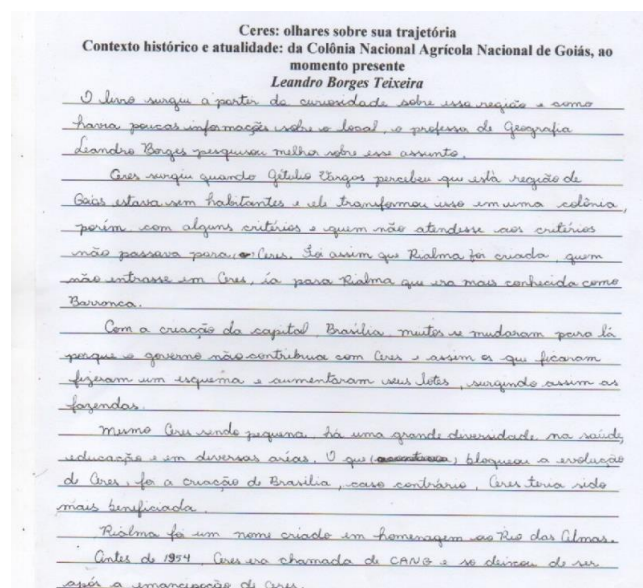 Ceres: olhares sobre sua trajetória
Contexto histórico e atualidade: da Colônia Nacional Agrícola Nacional de Goiás, ao
momento presente
Leandro Borges Teixeira
O livro surgiu a partir da curiosidade sobre essa região e como
havia poucas informações sobre o local, o professor de Geografia
Leandro Borges pesquisou melhor sobre esse assunto.
Ceres surgiu quando Getulio Vargas percebeu que esta região de
Goias estava sem habitantes e ele transformou isso em uma colônia,
porém com alguns critérios e quem não atendesse aos critérios
não passava para Ceres. Foi assim que Rialma foi criada, quem
não entrasse em Ceres, ia para Rialma que era mais conhecida como
Barranca.
Com a criação da capital Brasília muitos se mudaram para lá
porque o governo não contribuia com Ceres e assim os que ficaram
fizeram um esquema e aumentaram seus lotes, surgindo assim as
fazendas.
Mesmo Ceres sendo pequena, há uma grande diversidade na saúde,
educação e em diversas arias. O que bloqueou a evolução
de Ceres, foi a criação de Brasilia, caso contrário, Ceres teria sido
mais beneficiada.
Rialma foi um nome criado em homenagem ao Rio das Almas.
Antes de 1954, Ceres era chamada de CANG e so deixou de ser
após a emancipação de Ceres.